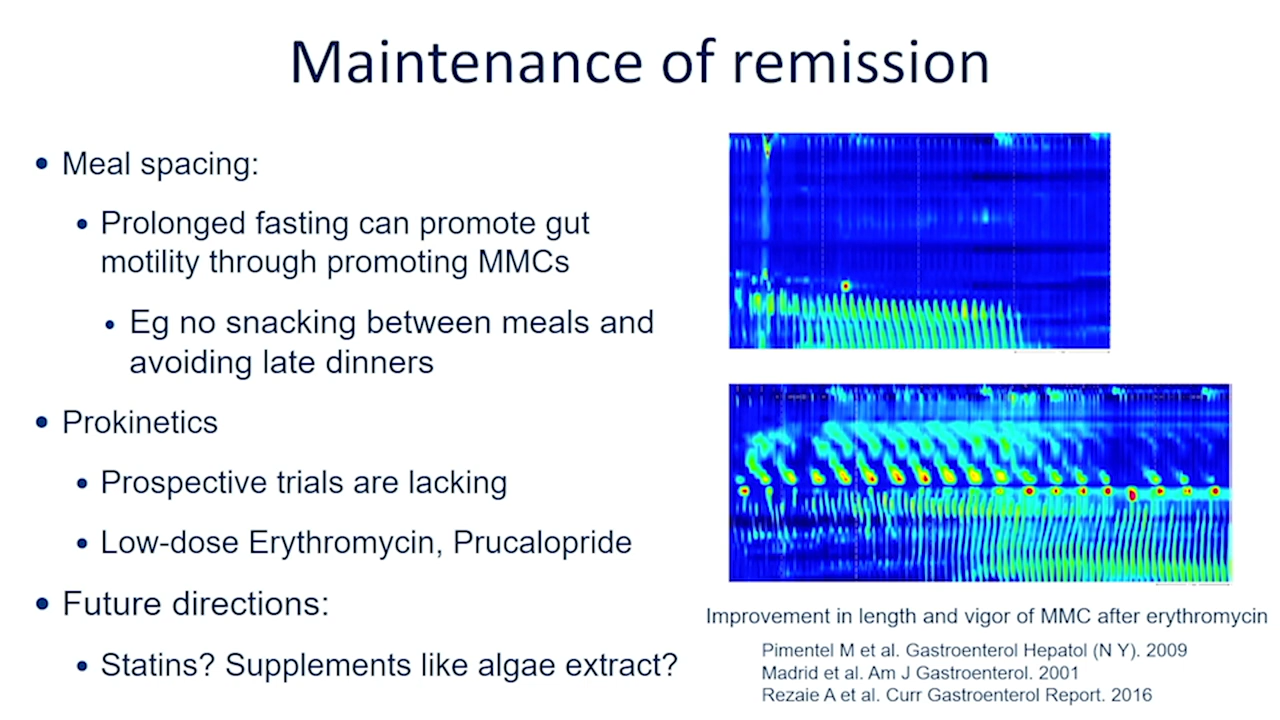 Maintenance of remission
• Meal spacing:
• Prolonged fasting can promote gut
motility through promoting MMCs
• Eg no snacking between meals and
avoiding late dinners
• Prokinetics
• Prospective trials are lacking
• Low-dose Erythromycin, Prucalopride
• Future directions:
• Statins? Supplements like algae extract?
Improvement in length and vigor of MMC after erythromycin
Pimentel M et al. Gastroenterol Hepatol (N Y). 2009
Madrid et al. Am J Gastroenterol. 2001
Rezaie A et al. Curr Gastroenterol Report. 2016